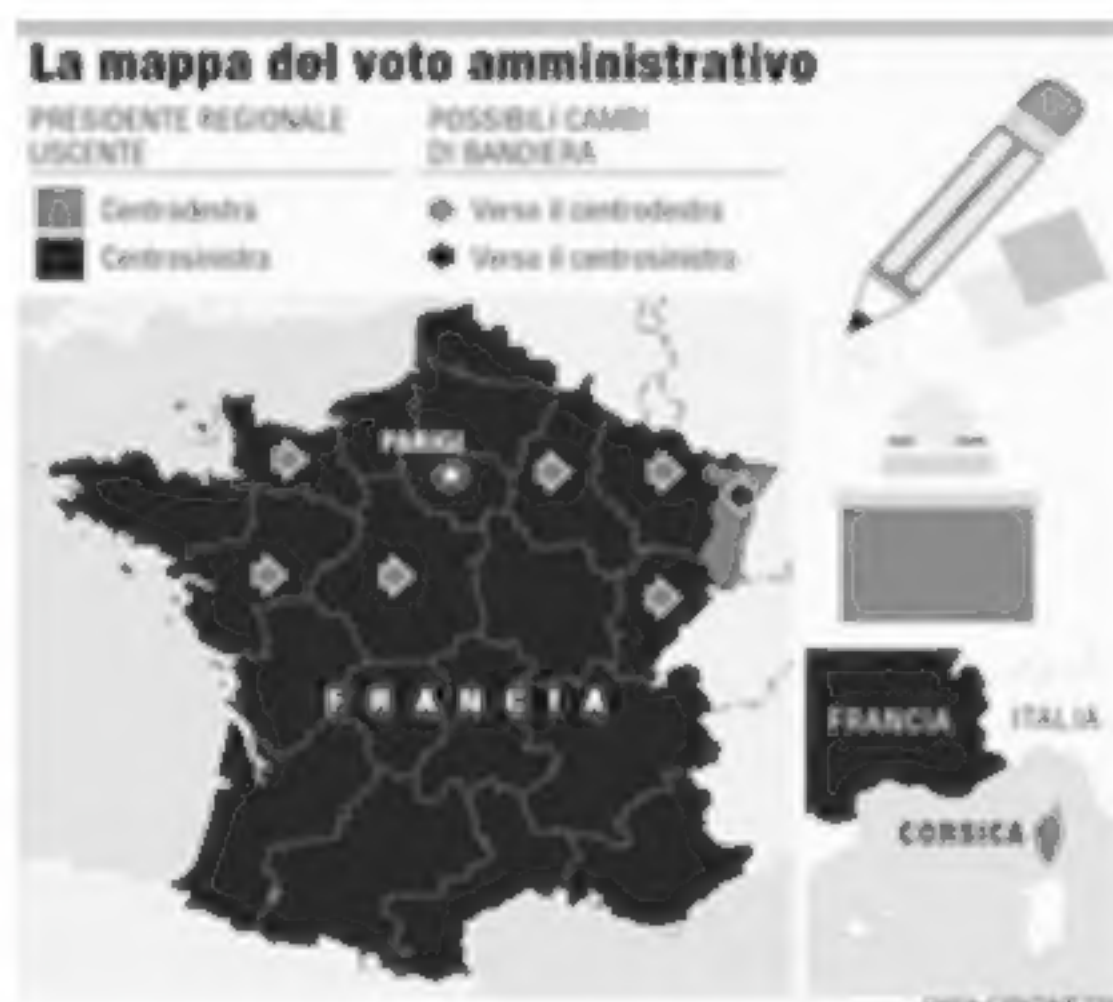 La mappa del voto amministrativo
PRESIDENTE REGIONALE
USCENTE
Centrodestra
Centrosinistra
POSSIBILI CAMBI
DI BANDIERA
Verso il centrodestra
Verso il centrosinistra
PARIGI
FRANCIA
FRANCIA
ITALIA
CORSICA